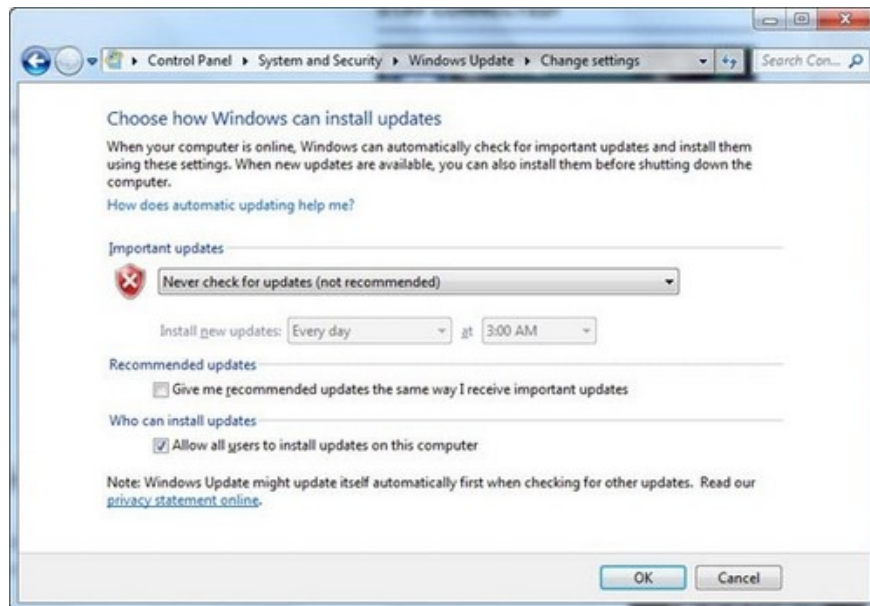 Control Panel ▸ System and Security ▸ Windows Update ▸ Change settings
Search Con...
Choose how Windows can install updates
When your computer is online, Windows can automatically check for important updates and install them
using these settings. When new updates are available, you can also install them before shutting down the
computer.
How does automatic updating help me?
Important updates
Never check for updates (not recommended)
Install new updates: Every day at 3:00 AM
Recommended updates
Give me recommended updates the same way I receive important updates
Who can install updates
Allow all users to install updates on this computer
Note: Windows Update might update itself automatically first when checking for other updates. Read our
privacy statement online.
OK Cancel